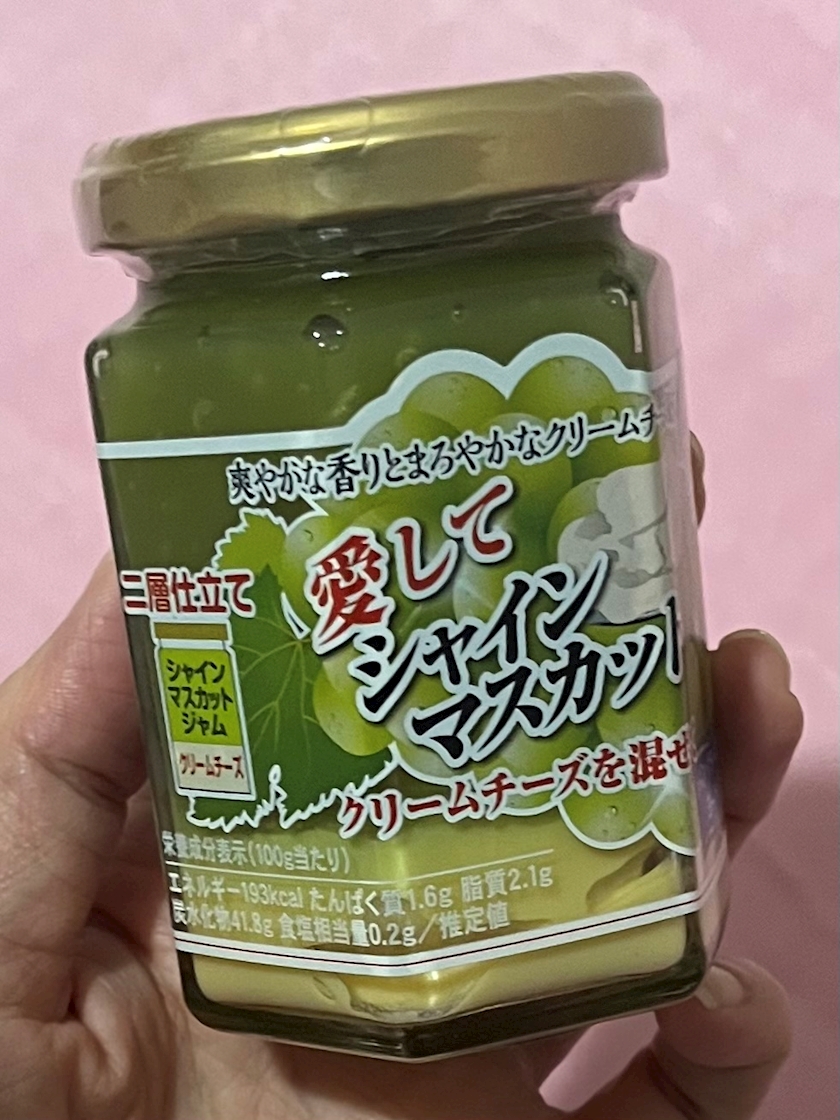 爽やかな香りとまろやかなクリームチ
愛して
シャイン
マスカット
クリームチーズを混ぜ
二層仕立て
シャイン
マスカット
ジャム
クリームチーズ
栄養成分表示(100g当たり)
エネルギー193kcal たんぱく質1.6g 脂質2.1g
炭水化物41.8g 食塩相当量0.2g/推定値